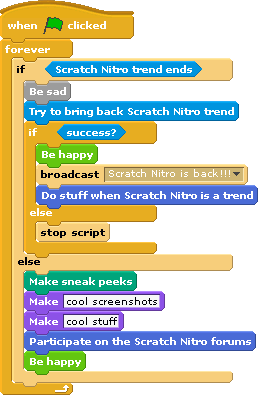 when clicked
forever
if Scratch Nitro trend ends
Be sad
Try to bring back Scratch Nitro trend
if success?
Be happy
broadcast Scratch Nitro is back!!!
Do stuff when Scratch Nitro is a trend
else
stop script
else
Make sneak peeks
Make cool screenshots
Make cool stuff
Participate on the Scratch Nitro forums
Be happy